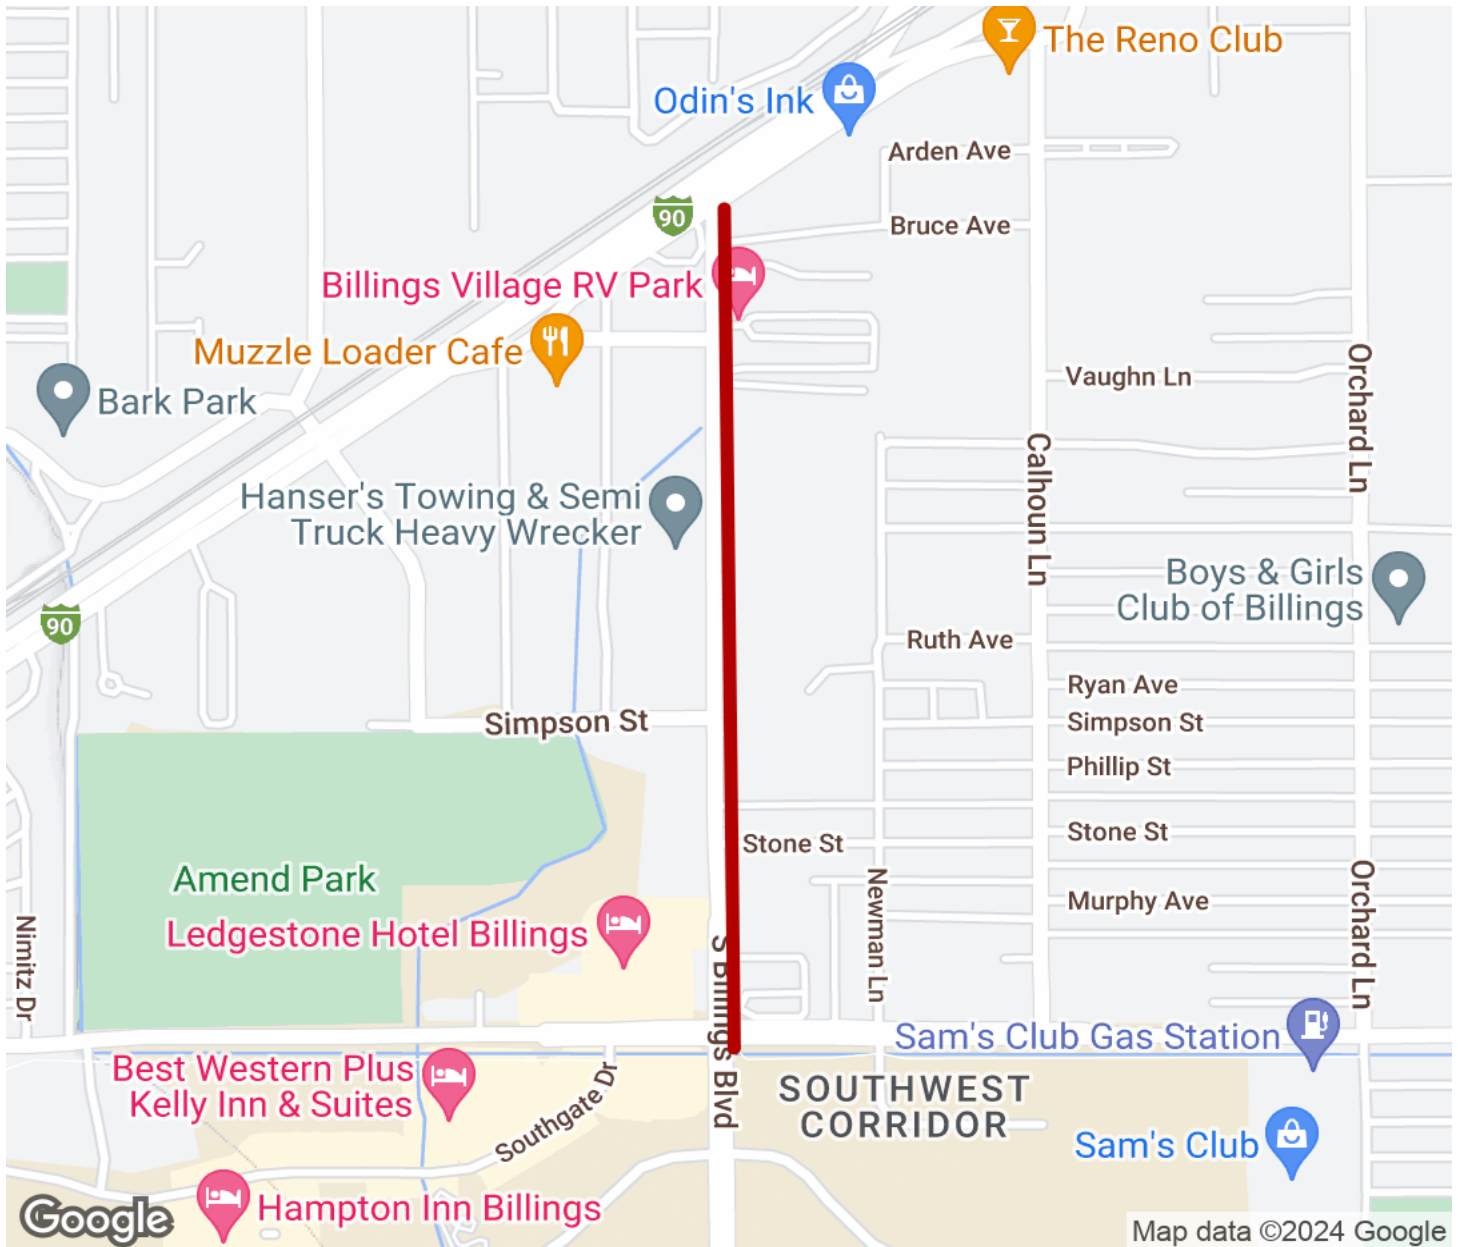 The Reno Club
Odin's Ink
Arden Ave
90
Bruce Ave
Billings Village RV Park
Muzzle Loader Cafe
Vaughn Ln
Orchard Ln
Bark Park
Calhoun Ln
Hanser's Towing & Semi
Truck Heavy Wrecker
Boys & Girls
Club of Billings
90
Ruth Ave
Ryan Ave
Simpson St
Simpson St
Phillip St
Stone St
Stone St
Amend Park
Murphy Ave
Newman Ln
Orchard Ln
Ledgestone Hotel Billings
Nimitz Dr
S Billings Blvd
Sam's Club Gas Station
Best Western Plus
Kelly Inn & Suites
Southgate Dr
SOUTHWEST
CORRIDOR
Sam's Club
Hampton Inn Billings
Google
Map data ©2024 Google